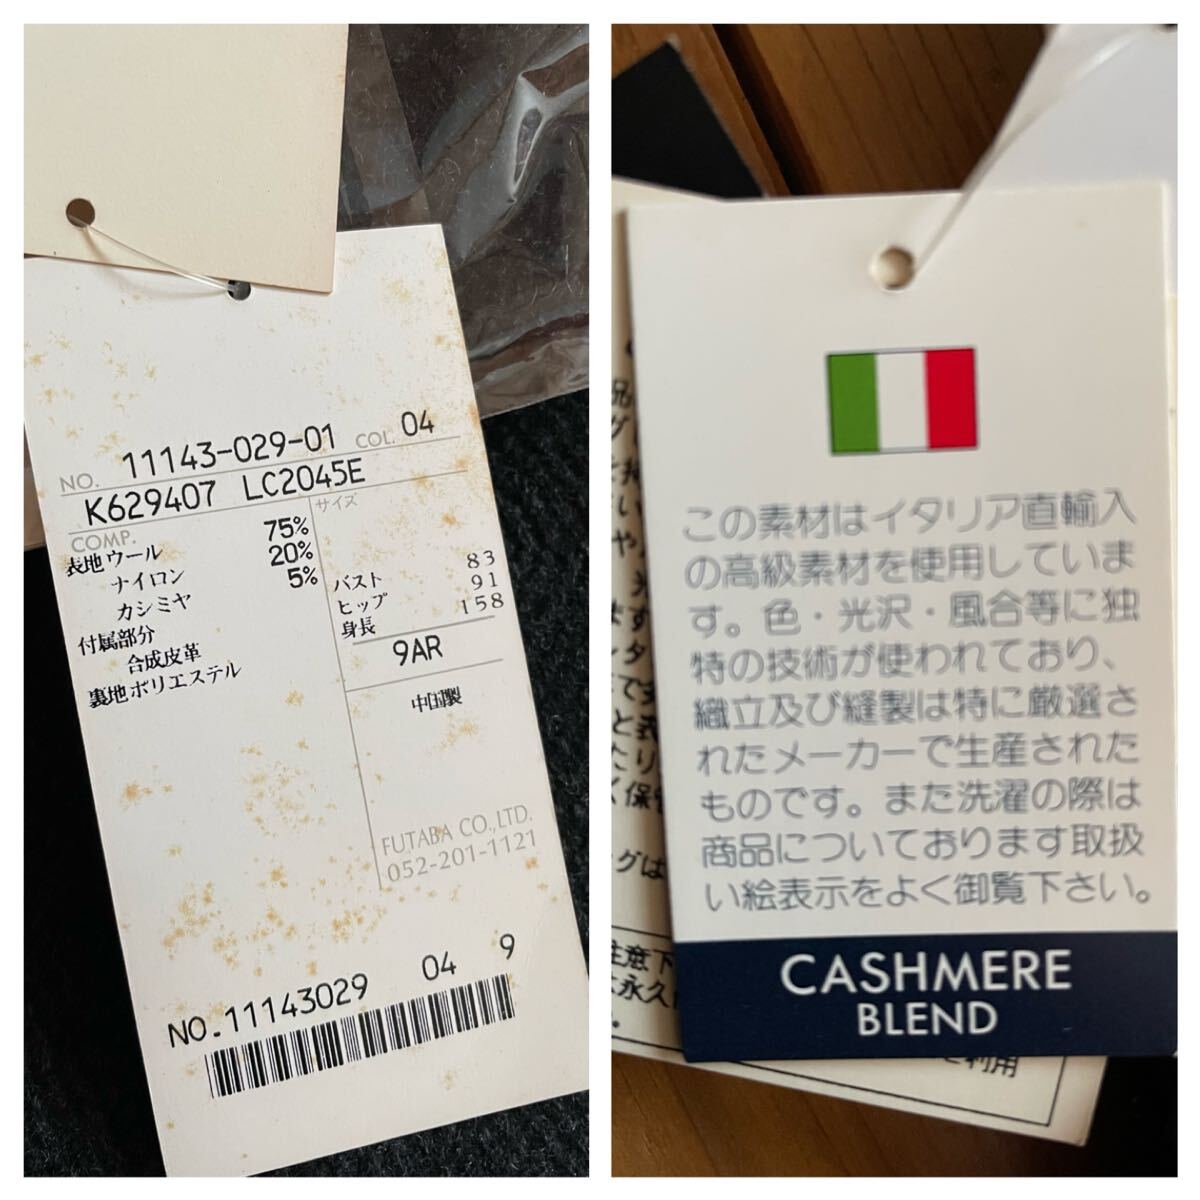 NO. 11143-029-01 COL. 04
K629407 LC2045E
COMP.
表地ウール 75%
ナイロン 20%
カシミヤ 5%
付属部分
合成皮革
裏地ポリエステル
サイズ
バスト 83
ヒップ 91
身長 158
9AR
中国製
FUTABA CO.,LTD.
052-201-1121
NO.11143029 04 9
この素材はイタリア直輸入
の高級素材を使用していま
す。色・光沢・風合等に独
特の技術が使われており、
織立及び縫製は特に厳選さ
れたメーカーで生産された
ものです。また洗濯の際は
商品についております取扱
い絵表示をよく御覧下さい。
CASHMERE
BLEND